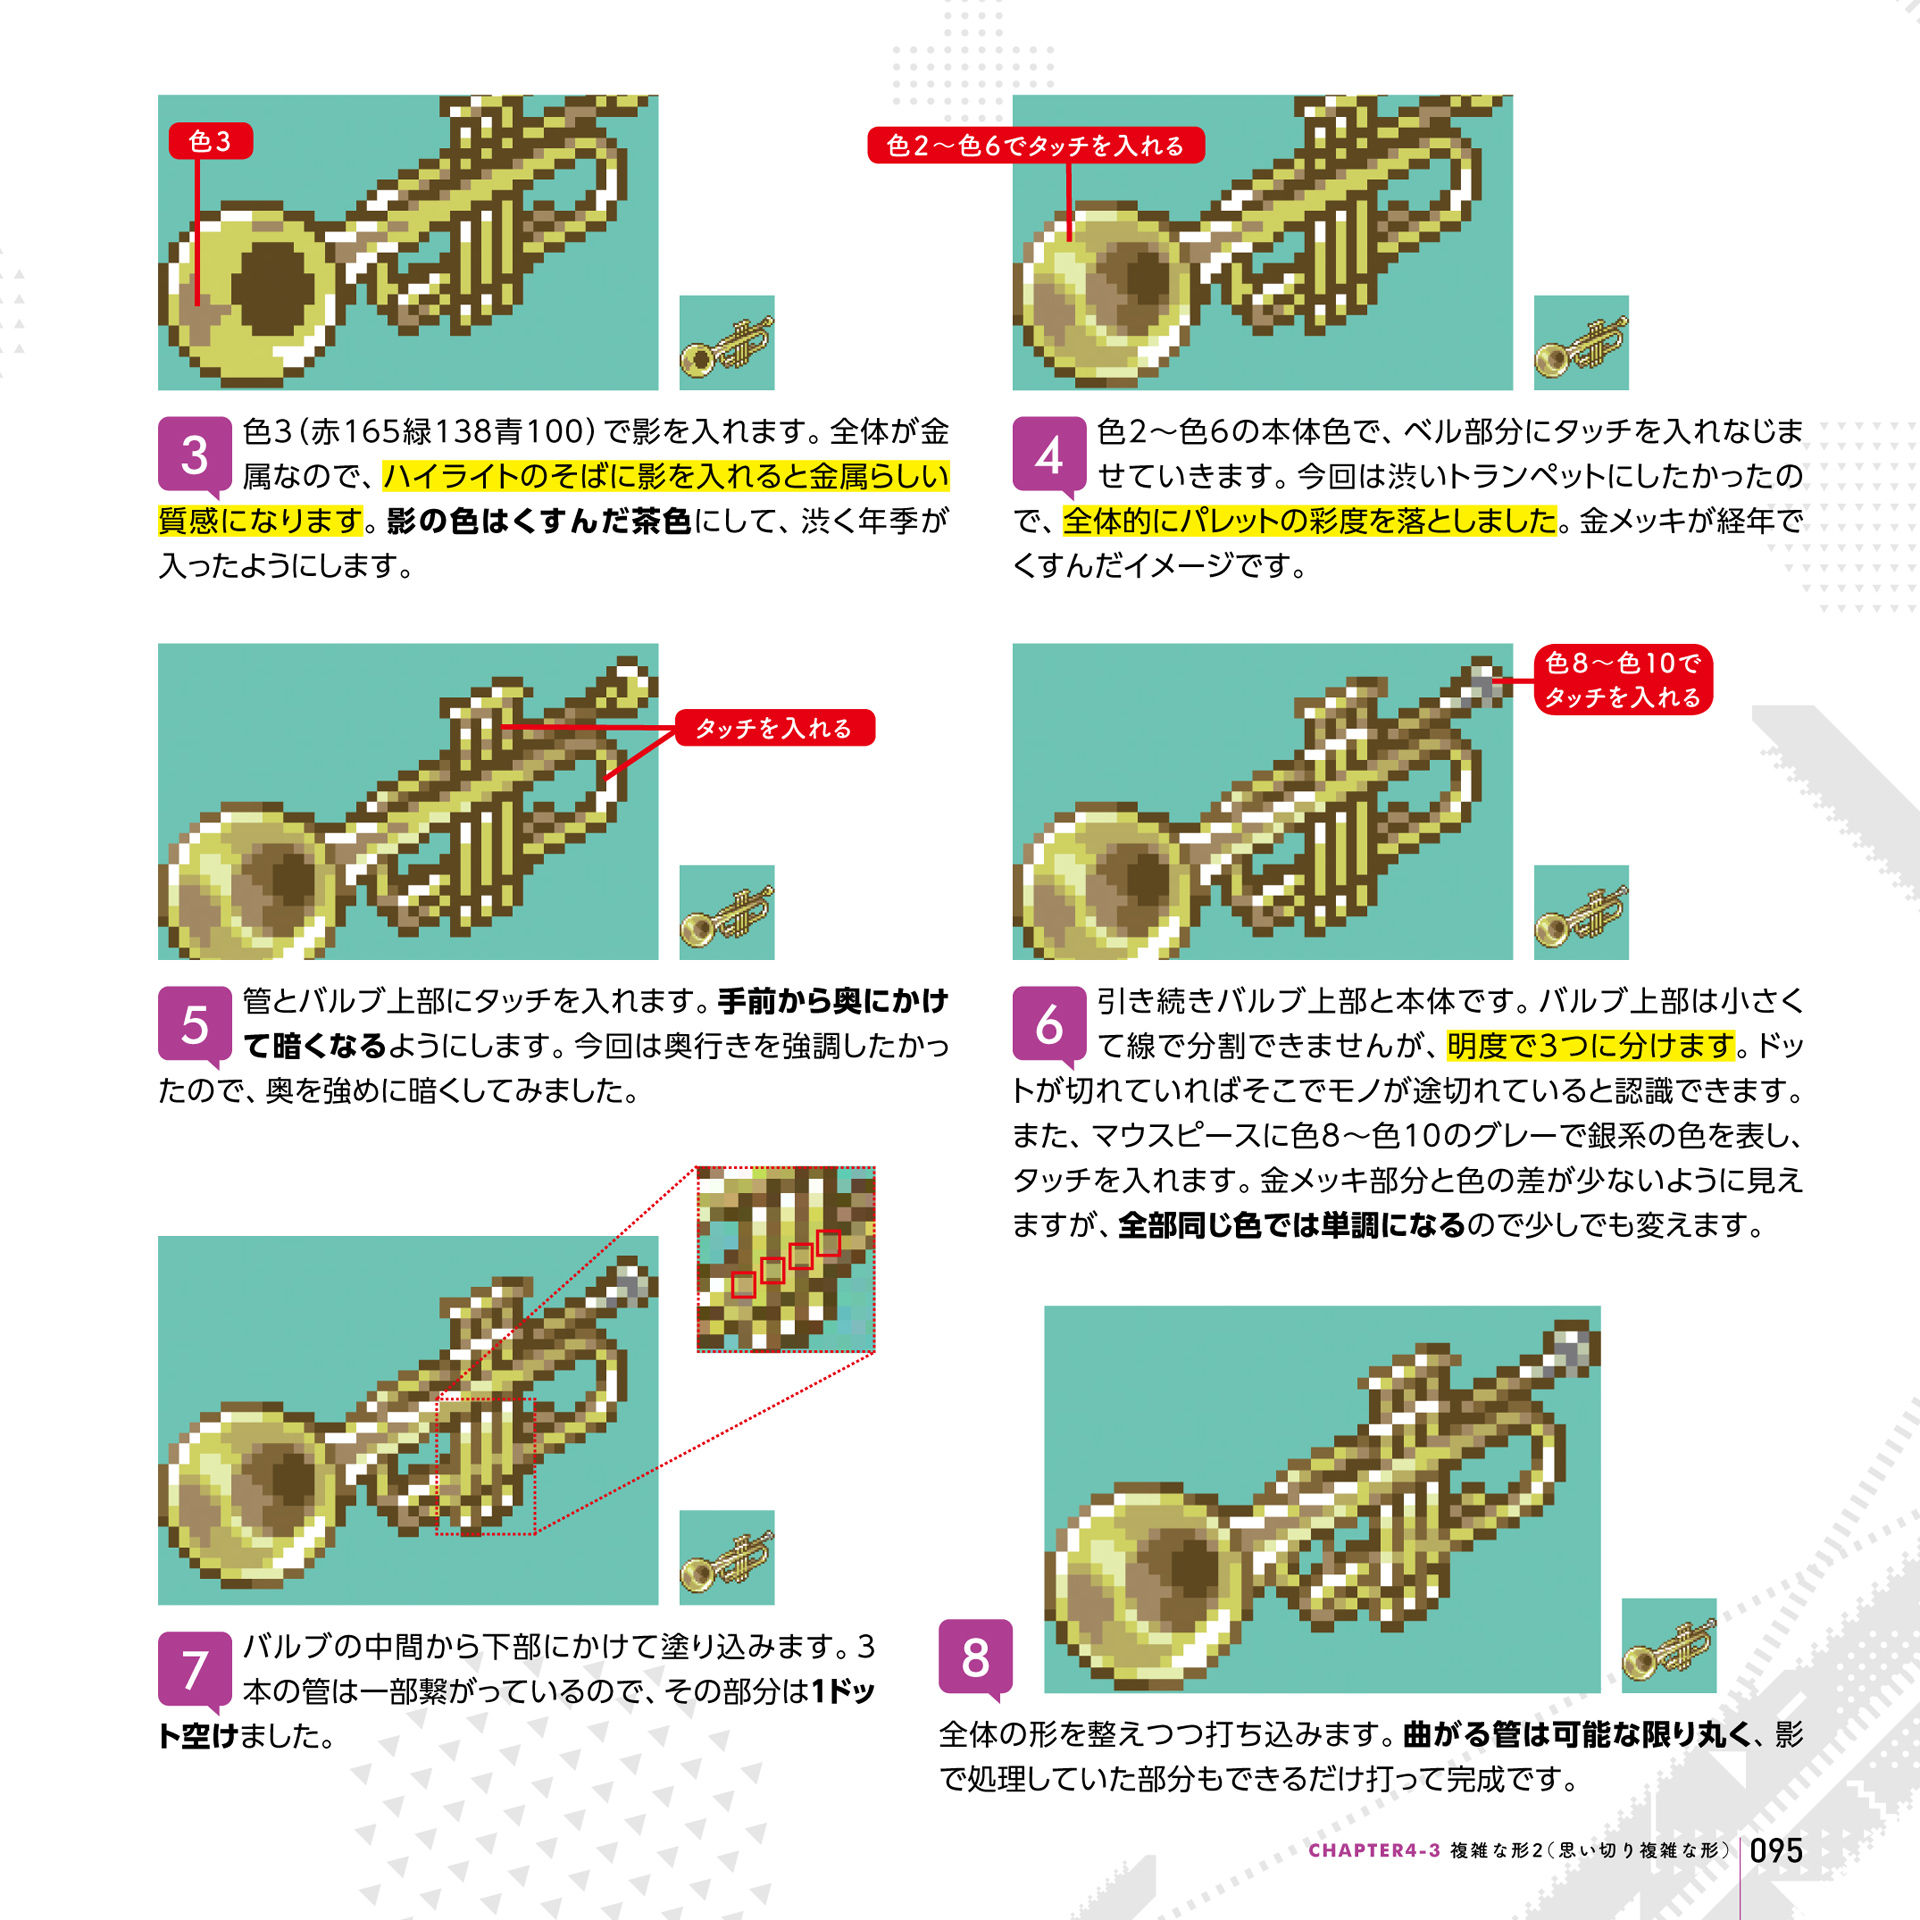 色3
3
色3（赤165緑138青100）で影を入れます。全体が金
属なので、ハイライトのそばに影を入れると金属らしい
質感になります。影の色はくすんだ茶色にして、渋く年季が
入ったようにします。
色2～色6でタッチを入れる
4
色2～色6の本体色で、ベル部分にタッチを入れなじま
せていきます。今回は渋いトランペットにしたかったの
で、全体的にパレットの彩度を落としました。金メッキが経年で
くすんだイメージです。
タッチを入れる
5
管とバルブ上部にタッチを入れます。手前から奥にかけ
て暗くなるようにします。今回は奥行きを強調したかっ
たので、奥を強めに暗くしてみました。
色8～色10で
タッチを入れる
6
引き続きバルブ上部と本体です。バルブ上部は小さく
て線で分割できませんが、明度で3つに分けます。ドッ
トが切れていればそこでモノが途切れていると認識できます。
また、マウスピースに色8～色10のグレーで銀系の色を表し、
タッチを入れます。金メッキ部分と色の差が少ないように見え
ますが、全部同じ色では単調になるので少しでも変えます。
7
バルブの中間から下部にかけて塗り込みます。3
本の管は一部繋がっているので、その部分は1ドッ
ト空けました。
8
全体の形を整えつつ打ち込みます。曲がる管は可能な限り丸く、影
で処理していた部分もできるだけ打って完成です。
CHAPTER4-3 複雑な形2（思い切り複雑な形） 095